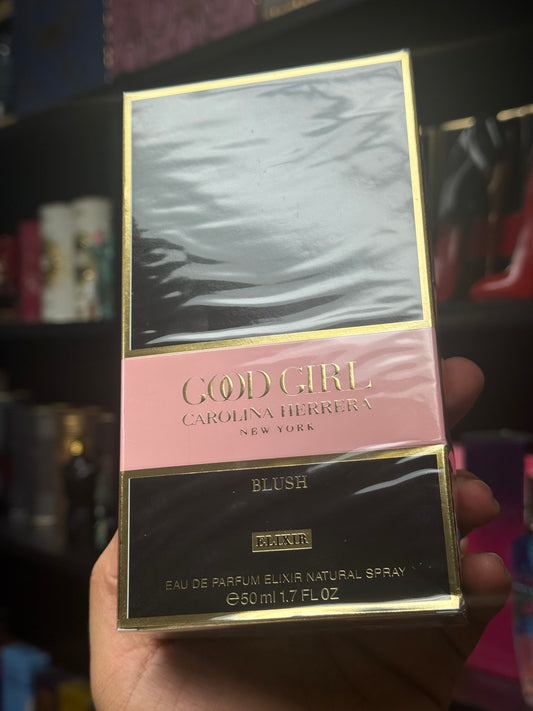 GOOD GIRL
CAROLINA HERRERA
NEW YORK
BLUSH
ELIXIR
EAU DE PARFUM ELIXIR NATURAL SPRAY
℮50 ml 1.7 FL OZ